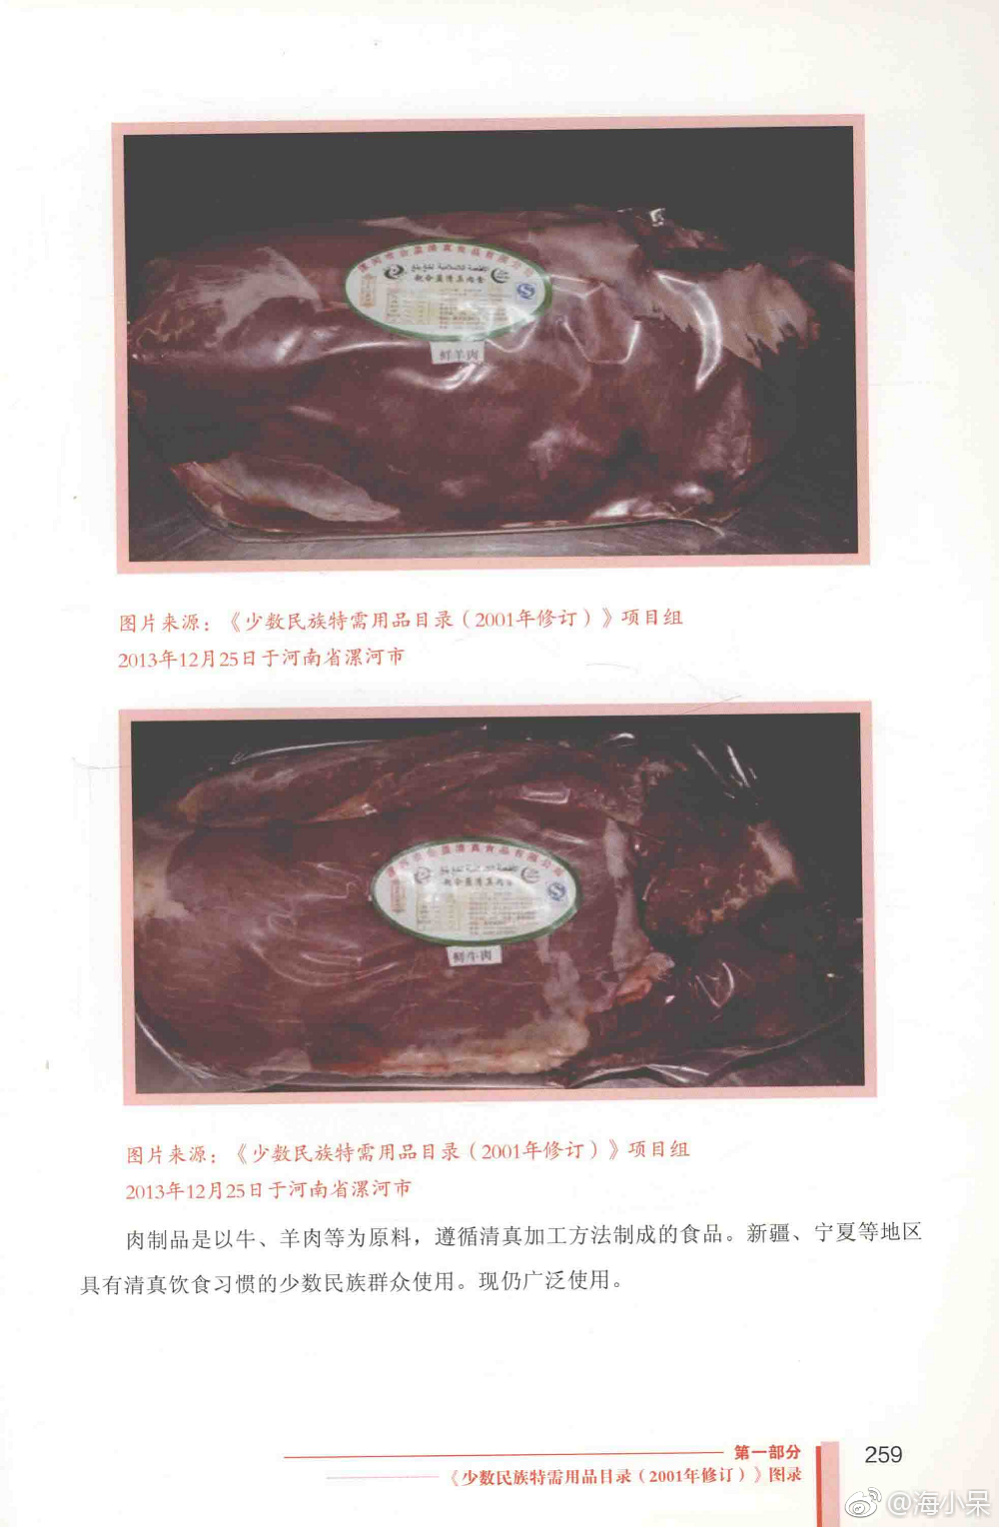 鲜羊肉
图片来源：《少数民族特需用品目录（2001年修订）》项目组
2013年12月25日于河南省漯河市
鲜牛肉
图片来源：《少数民族特需用品目录（2001年修订）》项目组
2013年12月25日于河南省漯河市
肉制品是以牛、羊肉等为原料，遵循清真加工方法制成的食品。新疆、宁夏等地区
具有清真饮食习惯的少数民族群众使用。现仍广泛使用。
第一部分
259
《少数民族特需用品目录（2001年修订）》图录
@海小呆